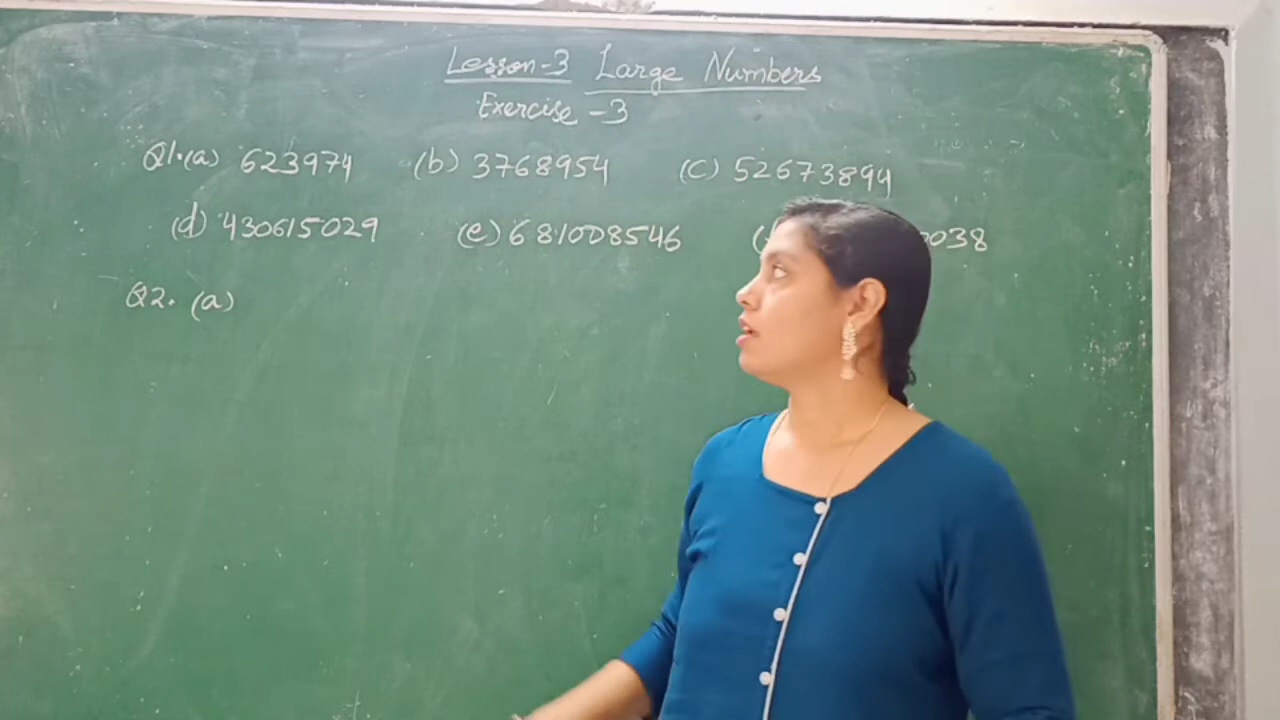 Lesson-3 Large Numbers
Exercise -3
Q1.(a) 623974 (b) 3768954 (c) 52673894
(d) 430615029 (e) 681008546 ( 0038
Q2. (a)